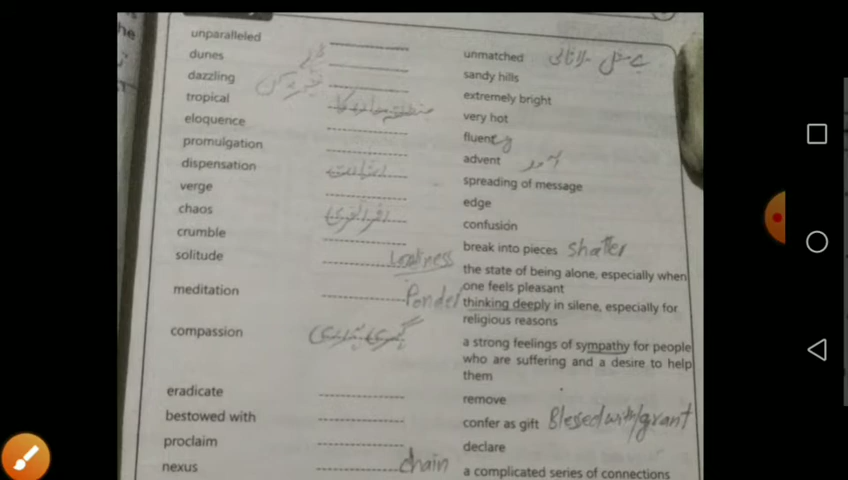 he
unparalleled unmatched
dunes sandy hills
dazzling extremely bright
tropical very hot
eloquence fluency
promulgation advent آمد
dispensation spreading of message
verge edge
chaos افراتفری confusion
crumble break into pieces shatter
solitude Lonliness the state of being alone, especially when
one feels pleasant
meditation Ponder thinking deeply in silene, especially for
religious reasons
compassion a strong feelings of sympathy for people
who are suffering and a desire to help
them
eradicate remove
bestowed with confer as gift Blessed with/grant
proclaim declare
nexus chain a complicated series of connections